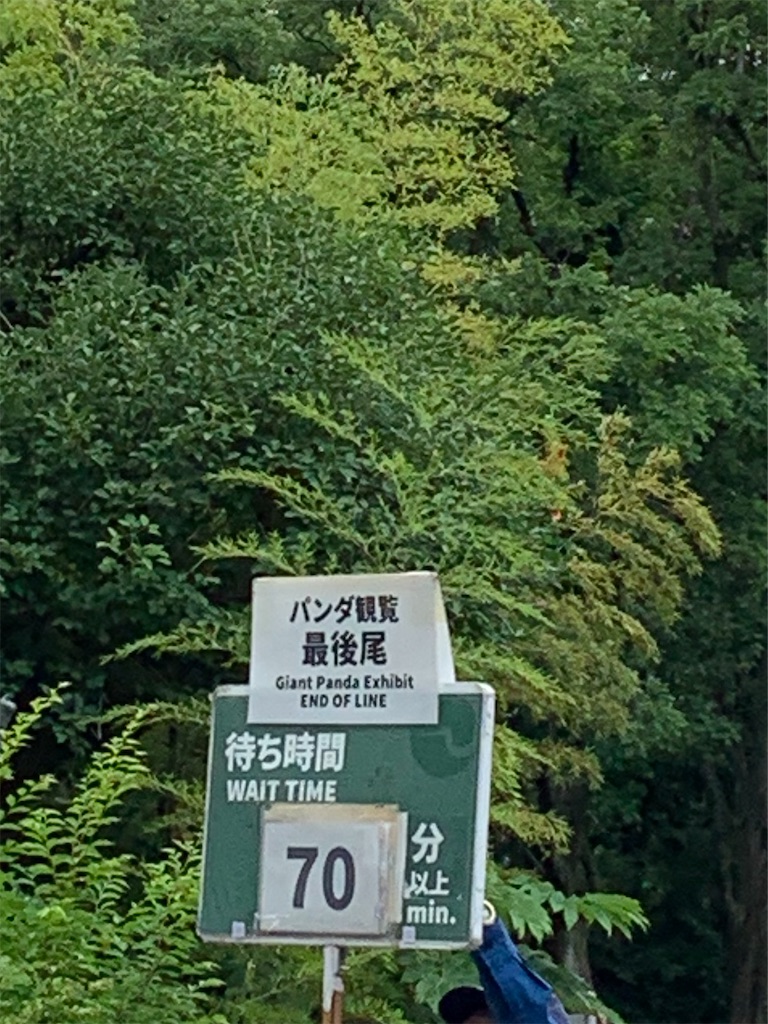 パンダ観覧
最後尾
Giant Panda Exhibit
END OF LINE
待ち時間
WAIT TIME
70
分
以上
min.